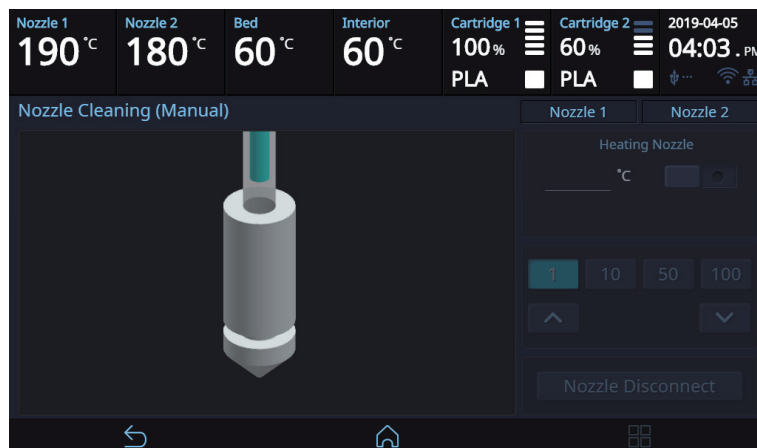 Nozzle 1 Nozzle 2 Bed Interior Cartridge 1 Cartridge 2 2019-04-05
190 °C 180 °C 60 °C 60 °C 100 % 60 % 04:03 . PM
PLA PLA
Nozzle Cleaning (Manual) Nozzle 1 Nozzle 2
Heating Nozzle
°C
1 10 50 100
Nozzle Disconnect